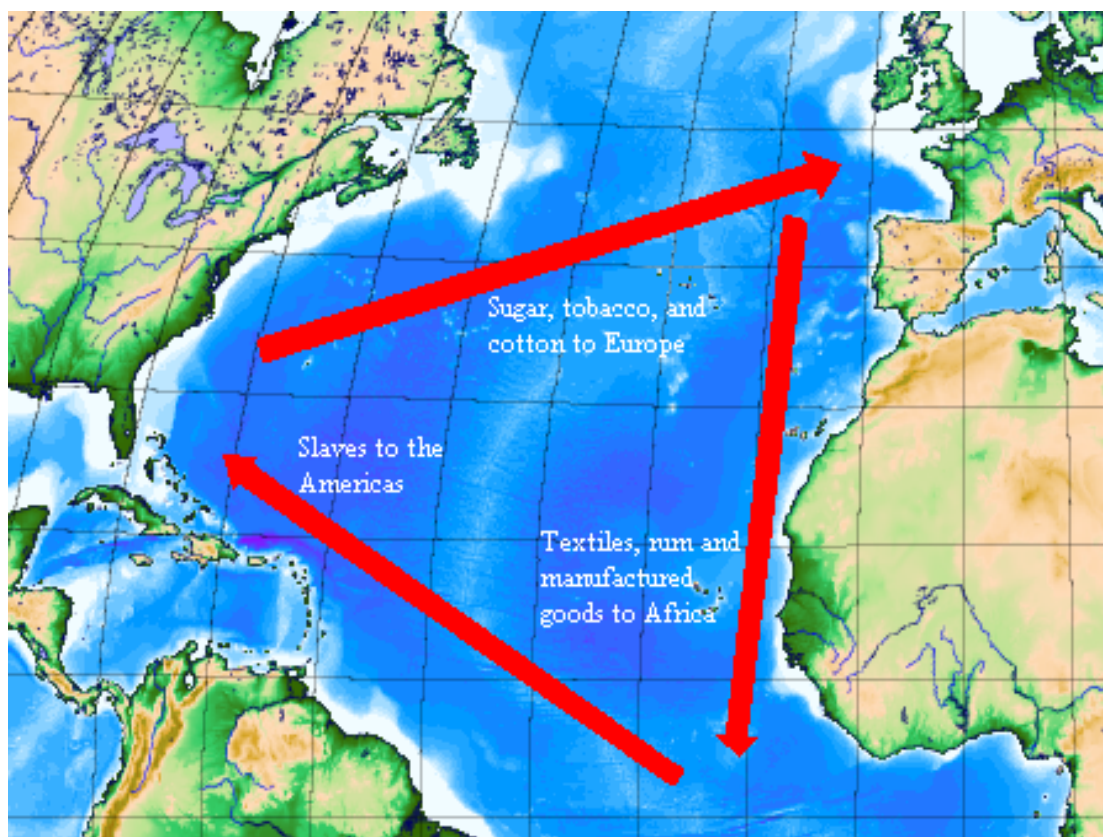 Sugar, tobacco, and
cotton to Europe
Slaves to the
Americas
Textiles, rum and
manufactured
goods to Africa